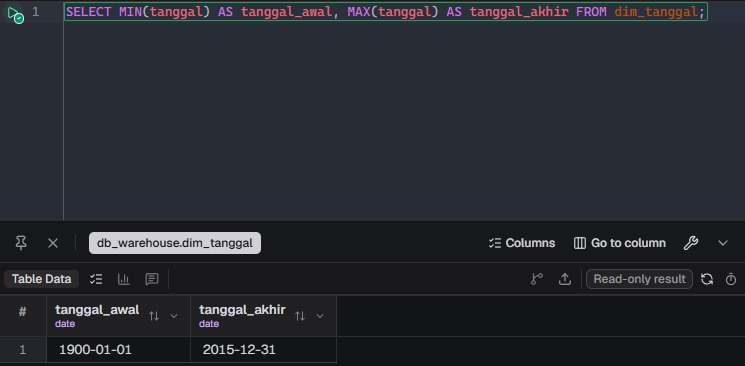 1 SELECT MIN(tanggal) AS tanggal_awal, MAX(tanggal) AS tanggal_akhir FROM dim_tanggal;
db_warehouse.dim_tanggal Columns Go to column
Table Data Read-only result
# tanggal_awal tanggal_akhir
date date
1 1900-01-01 2015-12-31